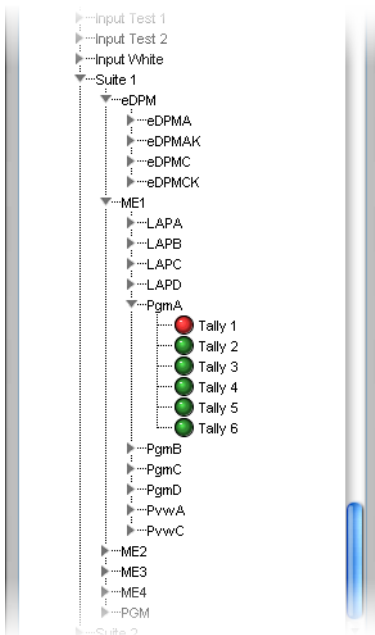 Input Test 1
Input Test 2
Input White
Suite 1
eDPM
eDPMA
eDPMAK
eDPMC
eDPMCK
ME1
LAPA
LAPB
LAPC
LAPD
PgmA
Tally 1
Tally 2
Tally 3
Tally 4
Tally 5
Tally 6
PgmB
PgmC
PgmD
PvwA
PvwC
ME2
ME3
ME4
PGM
Suite 2